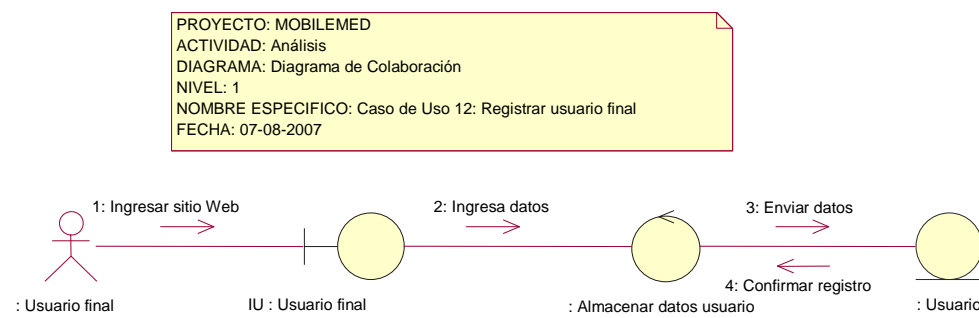 PROYECTO: MOBILEMED
ACTIVIDAD: Análisis
DIAGRAMA: Diagrama de Colaboración
NIVEL: 1
NOMBRE ESPECIFICO: Caso de Uso 12: Registrar usuario final
FECHA: 07-08-2007
1: Ingresar sitio Web
2: Ingresa datos
3: Enviar datos
4: Confirmar registro
: Usuario final
IU : Usuario final
: Almacenar datos usuario
: Usuario